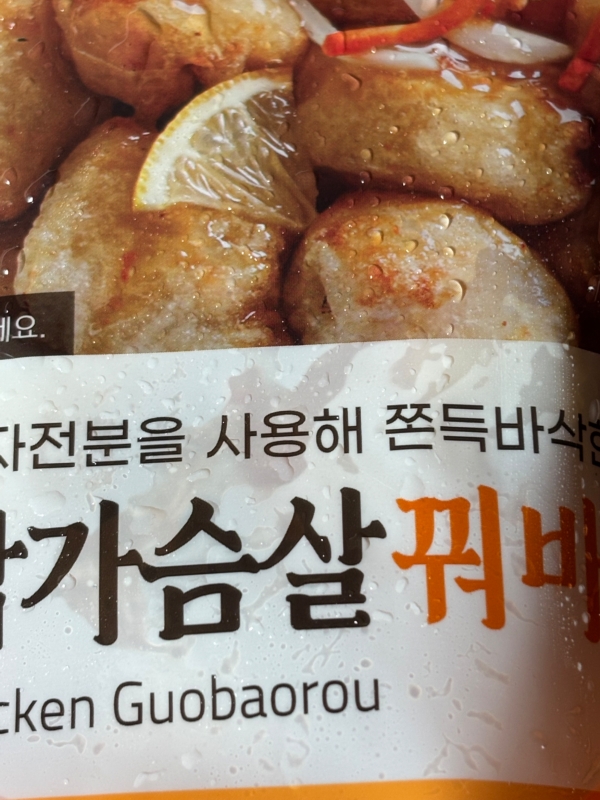 세요.
자전분을 사용해 쫀득바삭한
닭가슴살 꿔바
cken Guobaorou